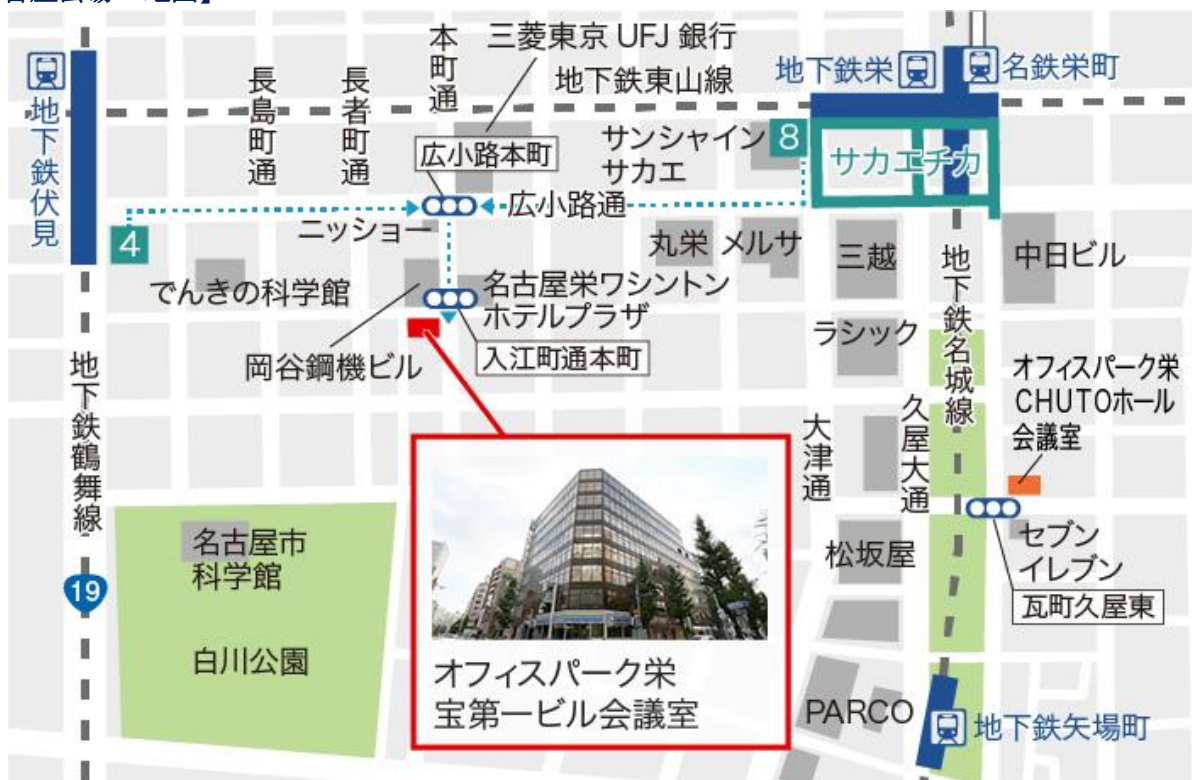 本町通
三菱東京 UFJ 銀行
地下鉄東山線
地下鉄栄
名鉄栄町
地下鉄伏見
長島町通
長者町通
広小路本町
サンシャイン
サカエ
8
サカエチカ
4
広小路通
ニッショー
丸栄
メルサ
三越
地下鉄名城線
中日ビル
でんきの科学館
名古屋栄ワシントン
ホテルプラザ
岡谷鋼機ビル
入江町通本町
ラシック
地下鉄鶴舞線
オフィスパーク栄
CHUTOホール
会議室
大津通
久屋大通
名古屋市
科学館
松坂屋
セブン
イレブン
瓦町久屋東
19
白川公園
オフィスパーク栄
宝第一ビル会議室
PARCO
地下鉄矢場町